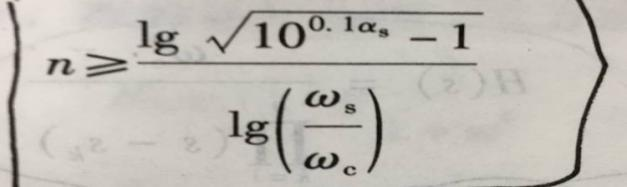 n ≥ lg √(10^{0.1α_s} − 1) / lg(ω_s / ω_c)